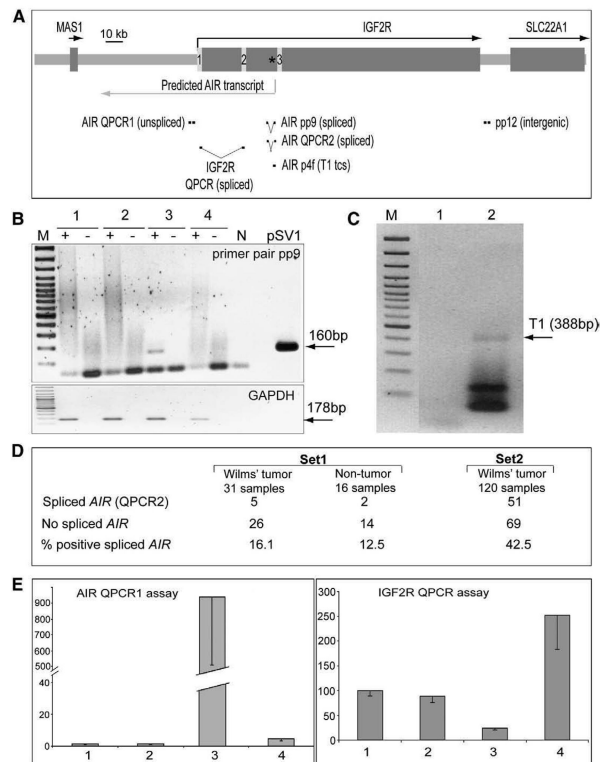 A
MAS1
10 kb
IGF2R
SLC22A1
1
2
*
3
Predicted AIR transcript
AIR QPCR1 (unspliced)
AIR pp9 (spliced)
pp12 (intergenic)
AIR QPCR2 (spliced)
IGF2R
QPCR (spliced)
AIR p4f (T1 tcs)
B
1 2 3 4
M + - + - + - + - N pSV1
primer pair pp9
160bp
GAPDH
178bp
C
M 1 2
T1 (388bp)
D
Set1 Set2
Wilms' tumor Non-tumor Wilms' tumor
31 samples 16 samples 120 samples
Spliced AIR (QPCR2) 5 2 51
No spliced AIR 26 14 69
% positive spliced AIR 16.1 12.5 42.5
E
AIR QPCR1 assay
900
800
700
600
500
40
20
0
1 2 3 4
IGF2R QPCR assay
300
250
200
150
100
50
0
1 2 3 4